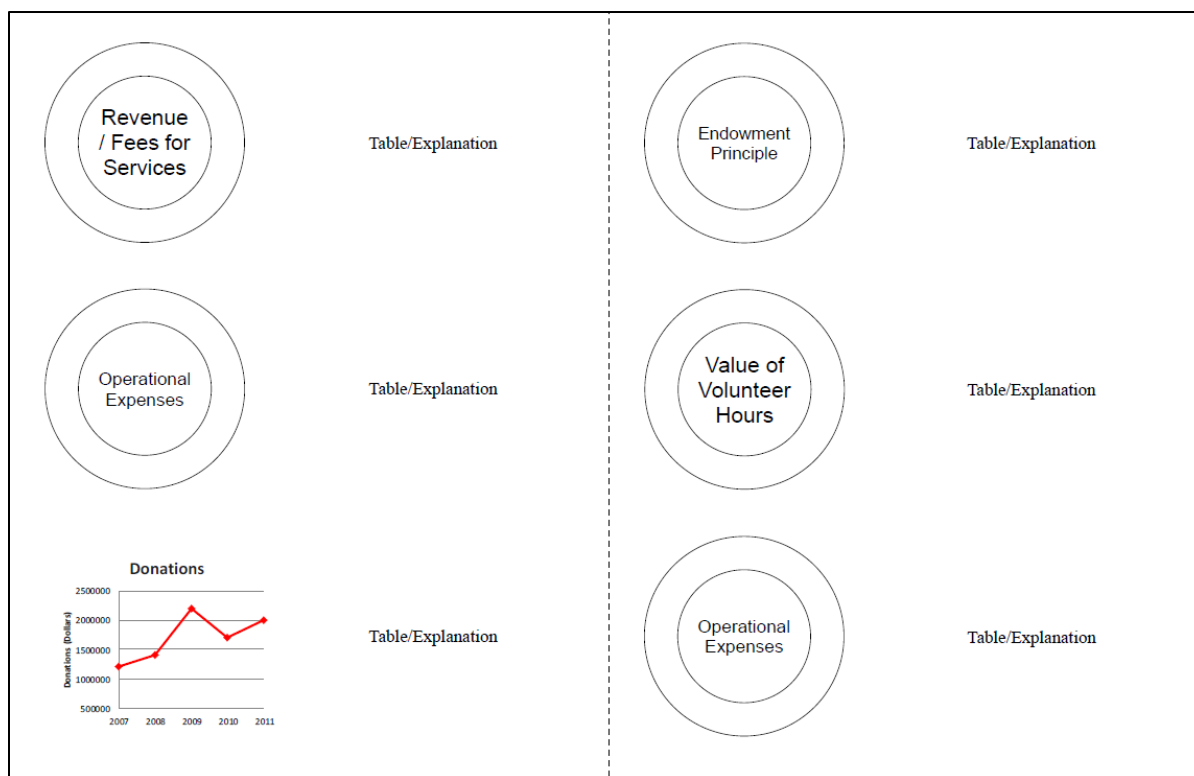 Revenue
/ Fees for
Services
Table/Explanation
Operational
Expenses
Table/Explanation
Donations
Donations (Dollars)
2500000
2000000
1500000
1000000
500000
2007 2008 2009 2010 2011
Table/Explanation
Endowment
Principle
Table/Explanation
Value of
Volunteer
Hours
Table/Explanation
Operational
Expenses
Table/Explanation